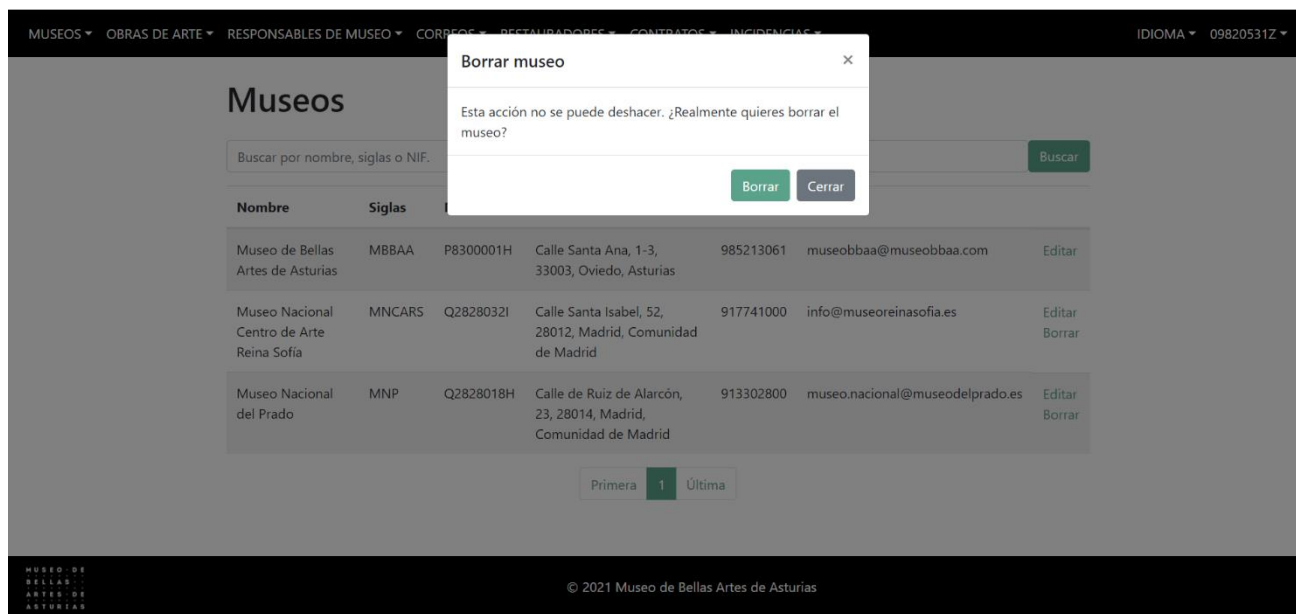 MUSEOS OBRAS DE ARTE RESPONSABLES DE MUSEO CORREOS RESTAURADORES CONTRATOS INCIDENCIAS IDIOMA 09820531Z
Borrar museo ×
Esta acción no se puede deshacer. ¿Realmente quieres borrar el
museo?
Borrar Cerrar
Museos
Buscar por nombre, siglas o NIF. Buscar
Nombre Siglas
Museo de Bellas MBBAA P8300001H Calle Santa Ana, 1-3, 985213061 museobbaa@museobbaa.com Editar
Artes de Asturias 33003, Oviedo, Asturias
Museo Nacional MNCARS Q2828032I Calle Santa Isabel, 52, 917741000 info@museoreinasofia.es Editar
Centro de Arte 28012, Madrid, Comunidad Borrar
Reina Sofía de Madrid
Museo Nacional MNP Q2828018H Calle de Ruiz de Alarcón, 913302800 museo.nacional@museodelprado.es Editar
del Prado 23, 28014, Madrid, Borrar
Comunidad de Madrid
Primera 1 Última
MUSEO DE
BELLAS
ARTES DE
ASTURIAS
© 2021 Museo de Bellas Artes de Asturias